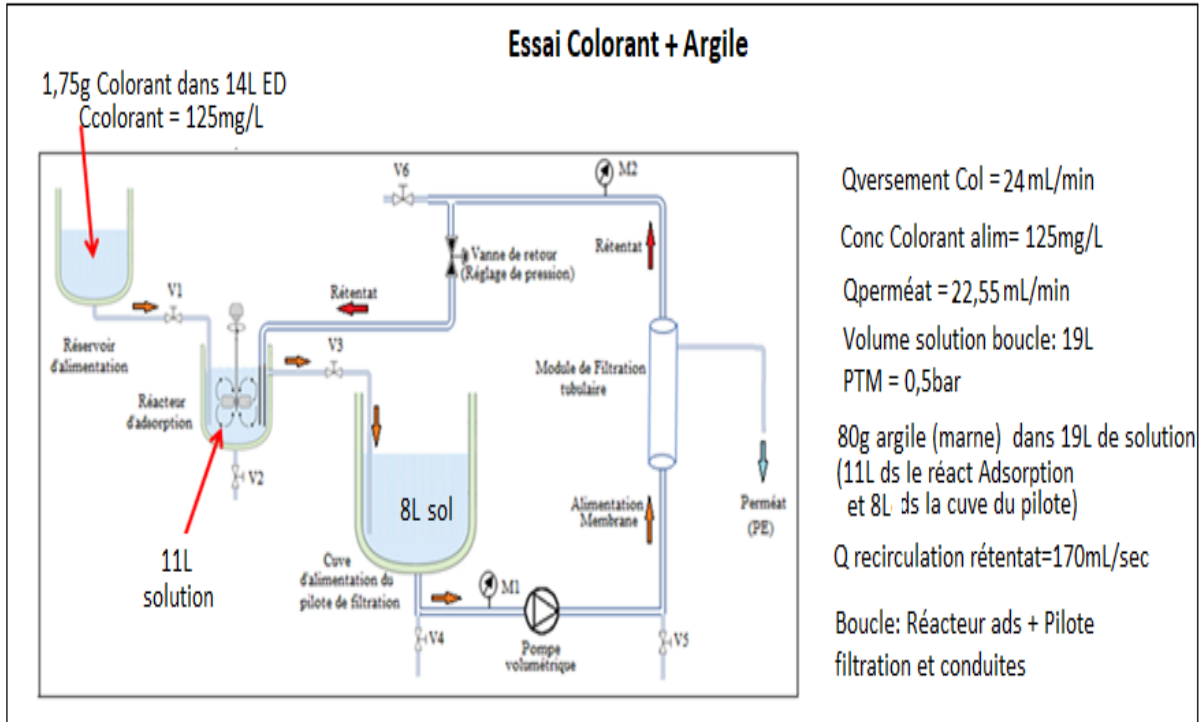 Essai Colorant + Argile
1,75g Colorant dans 14L ED
Ccolorant = 125mg/L
V6
M2
Vanne de retour
(Réglage de pression)
Rétentat
Rétentat
V1
V3
Réservoir
d'alimentation
Réacteur
d'adsorption
Module de Filtration
tubulaire
V2
8L sol
Alimentation
Membrane
Perméat
(PE)
11L
solution
Cuve
d'alimentation du
pilote de filtration
M1
V4
V5
Pompe
volumétrique
Qversement Col = 24 mL/min
Conc Colorant alim= 125mg/L
Qperméat = 22,55 mL/min
Volume solution boucle: 19L
PTM = 0,5bar
80g argile (marne) dans 19L de solution
(11L ds le réact Adsorption
et 8L ds la cuve du pilote)
Q recirculation rétentat=170mL/sec
Boucle: Réacteur ads + Pilote
filtration et conduites